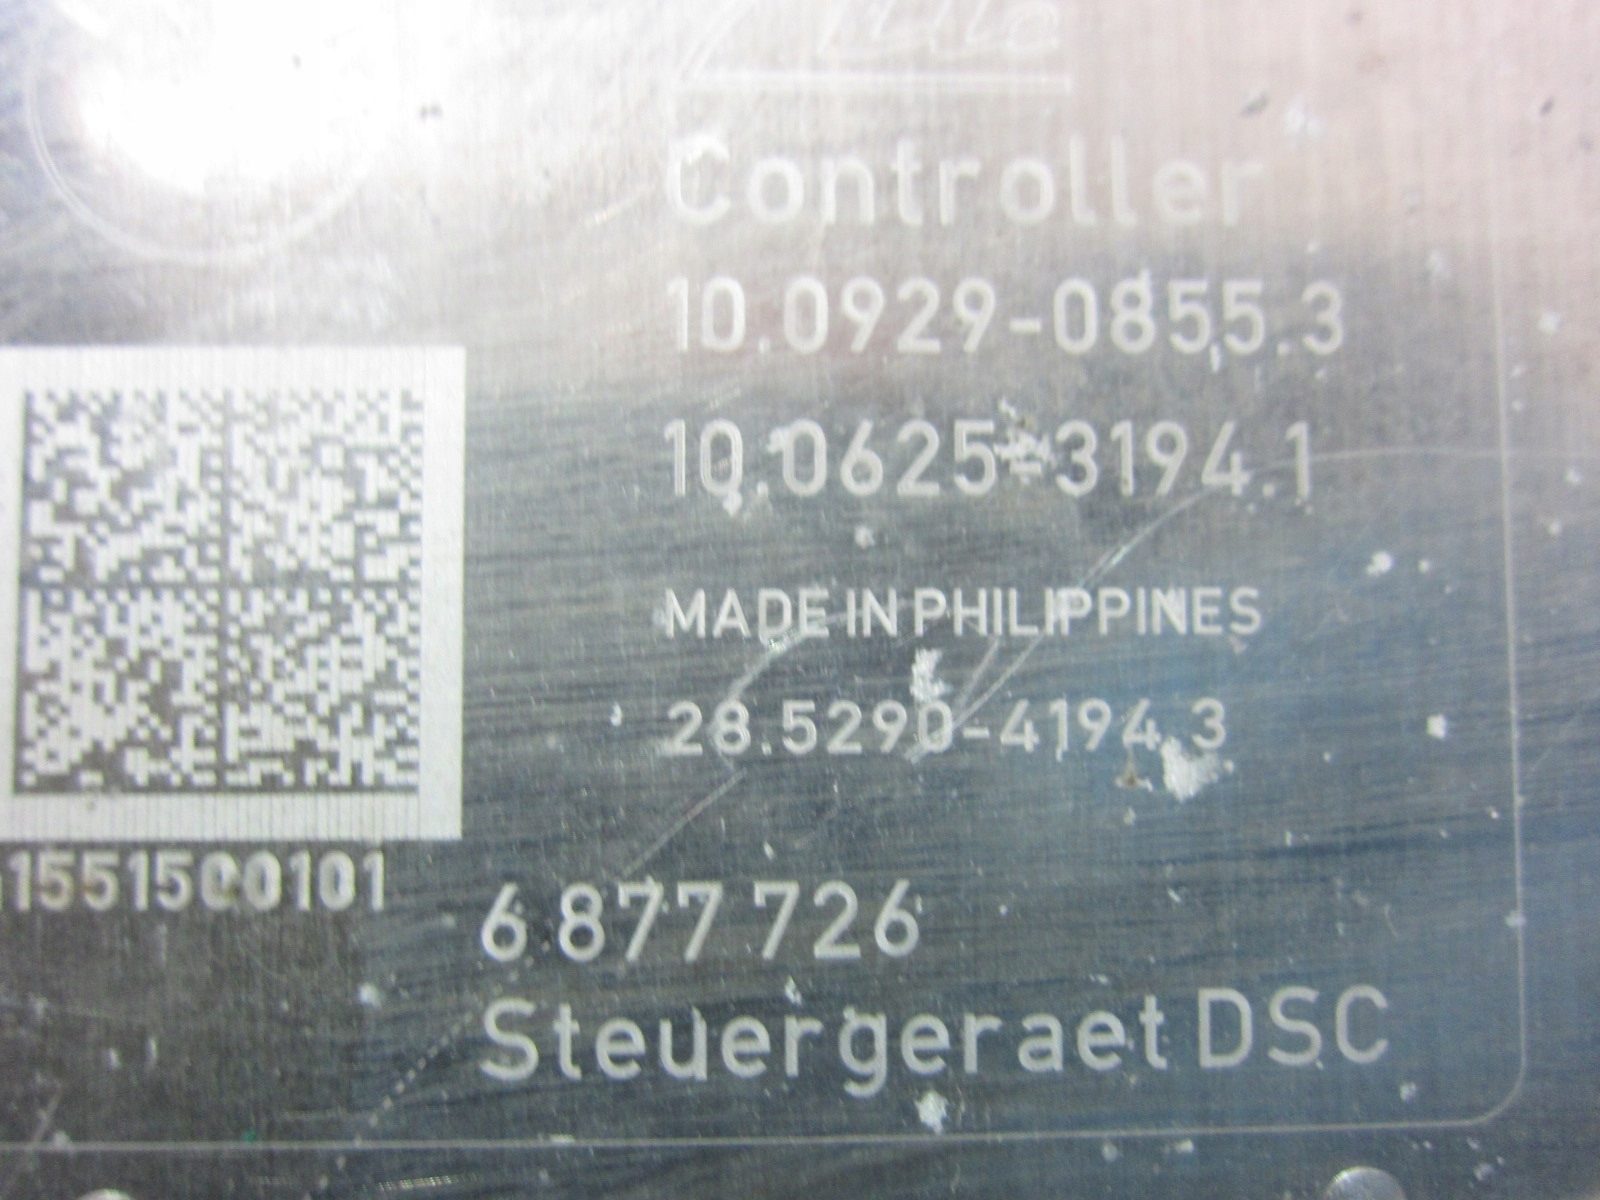 Controller
10.0929-0855.3
10.0625-3194.1
MADE IN PHILIPPINES
28.5290-4194.3
1551500101
6 877 726
Steuergeraet DSC